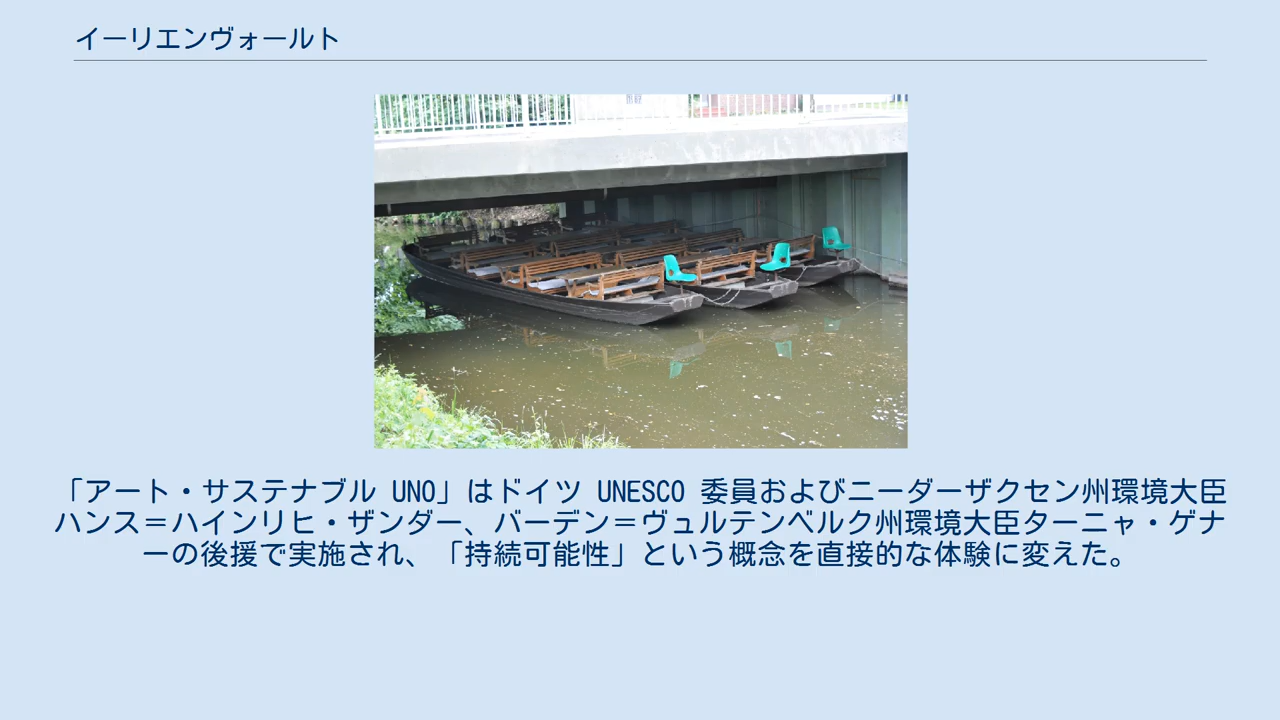 イーリエンヴォールト
「アート・サステナブル UNO」はドイツ UNESCO 委員およびニーダーザクセン州環境大臣
ハンス＝ハインリヒ・ザンダー、バーデン＝ヴュルテンベルク州環境大臣ターニャ・ゲナ
ーの後援で実施され、「持続可能性」という概念を直接的な体験に変えた。